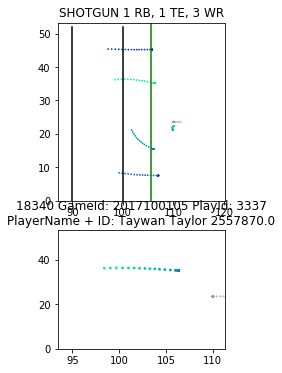 SHOTGUN 1 RB, 1 TE, 3 WR
50
40
30
20
10
0
90 100 110 120
18340 GameId: 2017100105 PlayId: 3337
PlayerName + ID: Taywan Taylor 2557870.0
40
20
0
95 100 105 110